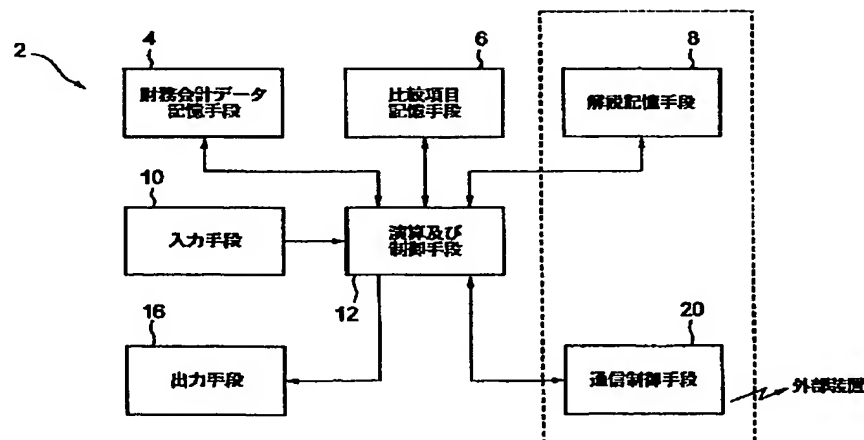 2
4
財務会計データ
記憶手段
6
比較項目
記憶手段
8
解説記憶手段
10
入力手段
演算及び
制御手段
12
16
出力手段
20
通信制御手段
外部装置